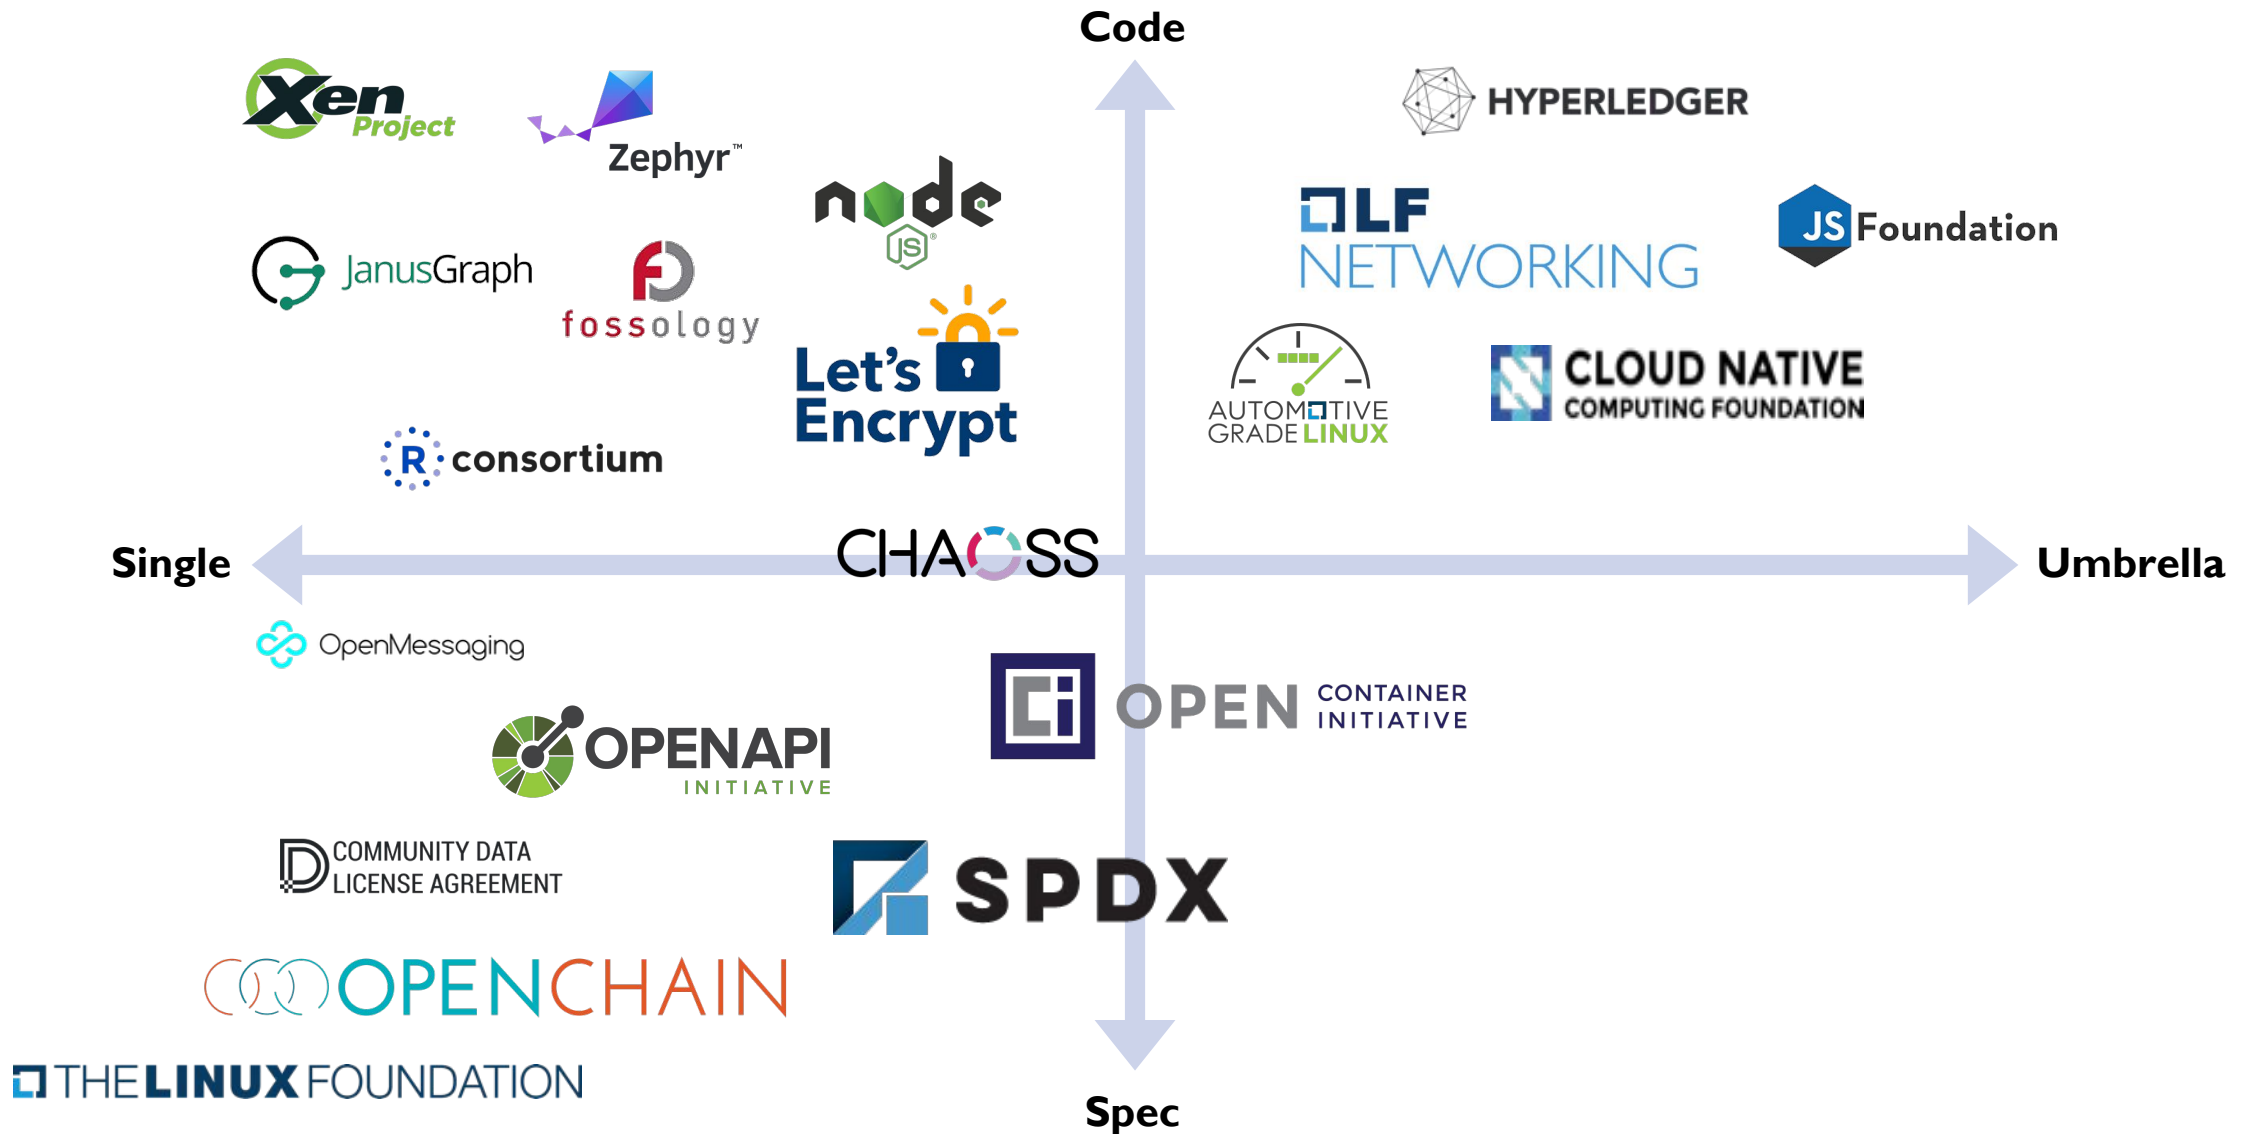 Code
Xen
Project
Zephyr™
node
JS®
HYPERLEDGER
LF
NETWORKING
JS Foundation
JanusGraph
fossology
Let's
Encrypt
AUTOMOTIVE
GRADE LINUX
CLOUD NATIVE
COMPUTING FOUNDATION
R consortium
CHAOSS
Single
Umbrella
OpenMessaging
Ci OPEN CONTAINER
INITIATIVE
OPENAPI
INITIATIVE
COMMUNITY DATA
LICENSE AGREEMENT
SPDX
OPENCHAIN
THE LINUX FOUNDATION
Spec